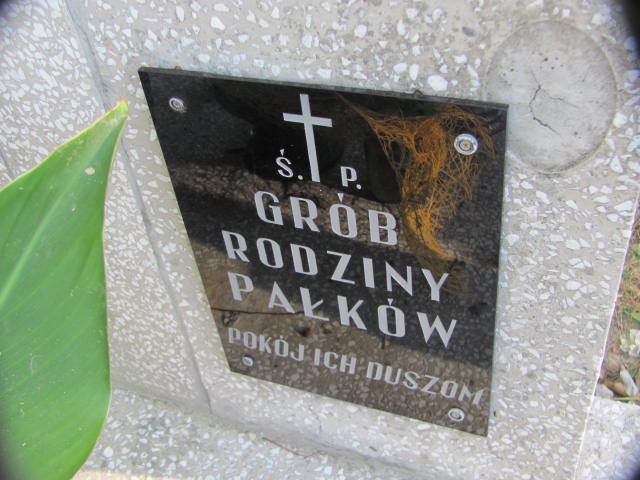 Ś. P.
GRÓB
RODZINY
PAŁKÓW
POKÓJ ICH DUSZOM